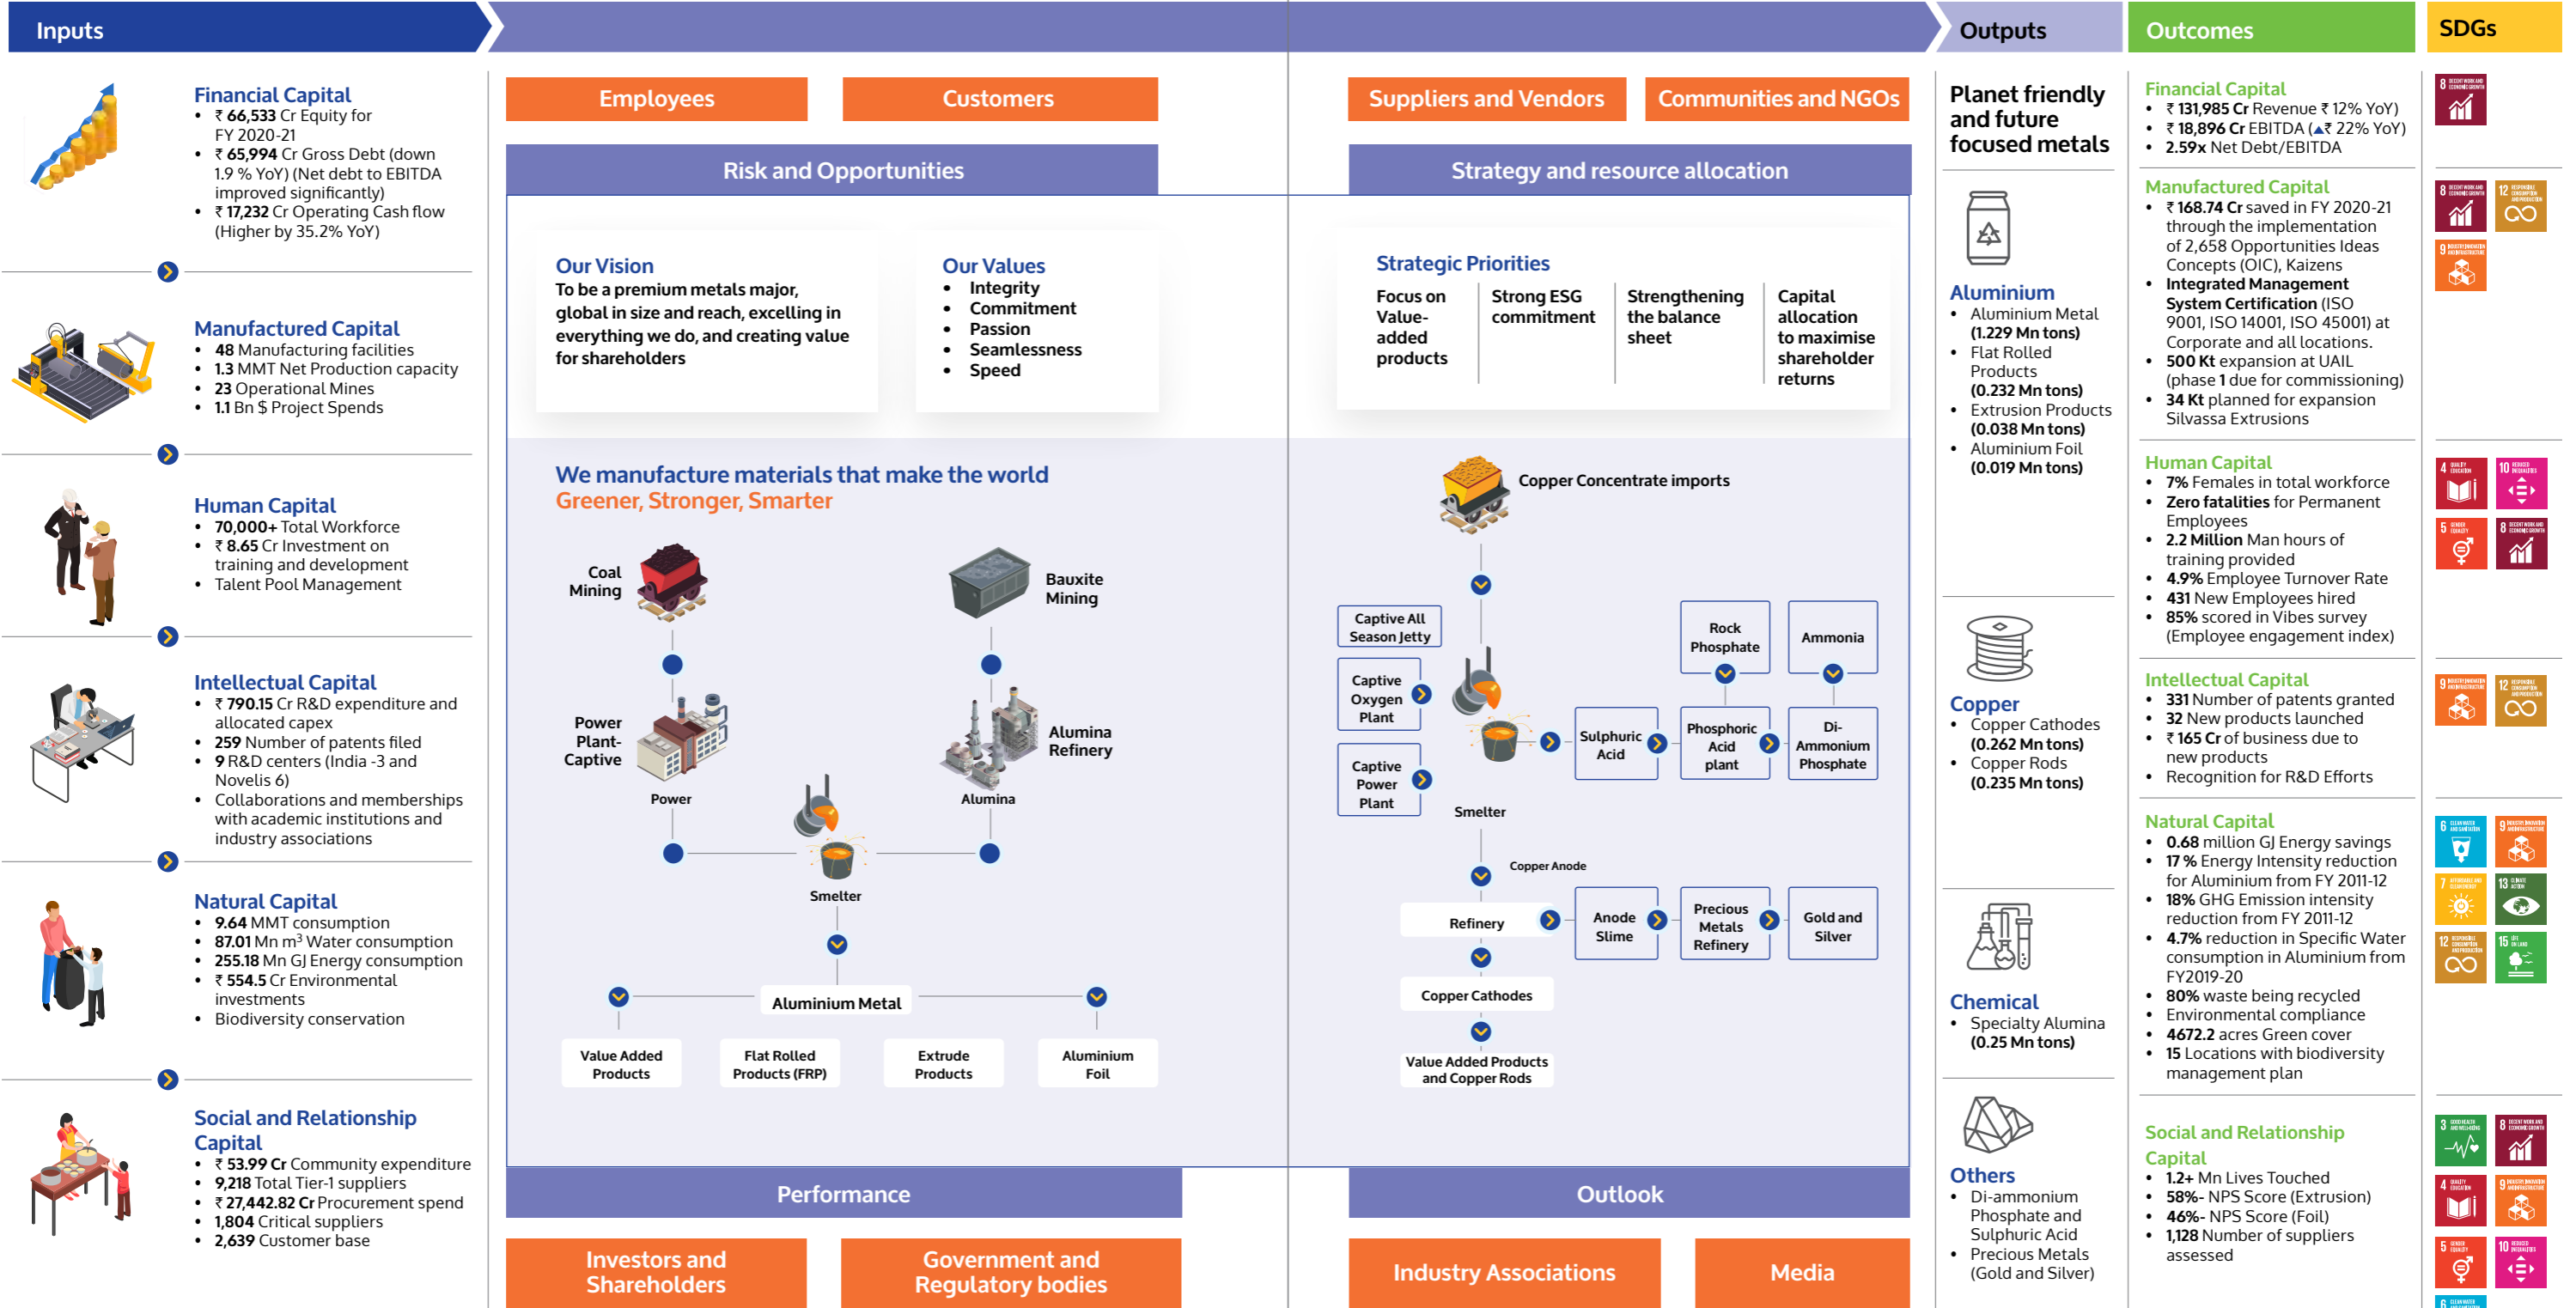 Inputs
Outputs
Outcomes
SDGs
Financial Capital
• ₹ 66,533 Cr Equity for
FY 2020-21
• ₹ 65,994 Cr Gross Debt (down
1.9 % YoY) (Net debt to EBITDA
improved significantly)
• ₹ 17,232 Cr Operating Cash flow
(Higher by 35.2% YoY)
Manufactured Capital
• 48 Manufacturing facilities
• 1.3 MMT Net Production capacity
• 23 Operational Mines
• 1.1 Bn $ Project Spends
Human Capital
• 70,000+ Total Workforce
• ₹ 8.65 Cr Investment on
training and development
• Talent Pool Management
Intellectual Capital
• ₹ 790.15 Cr R&D expenditure and
allocated capex
• 259 Number of patents filed
• 9 R&D centers (India -3 and
Novelis 6)
• Collaborations and memberships
with academic institutions and
industry associations
Natural Capital
• 9.64 MMT consumption
• 87.01 Mn m³ Water consumption
• 255.18 Mn GJ Energy consumption
• ₹ 554.5 Cr Environmental
investments
• Biodiversity conservation
Social and Relationship
Capital
• ₹ 53.99 Cr Community expenditure
• 9,218 Total Tier-1 suppliers
• ₹ 27,442.82 Cr Procurement spend
• 1,804 Critical suppliers
• 2,639 Customer base
Employees
Customers
Suppliers and Vendors
Communities and NGOs
Risk and Opportunities
Strategy and resource allocation
Our Vision
To be a premium metals major,
global in size and reach, excelling in
everything we do, and creating value
for shareholders
Our Values
• Integrity
• Commitment
• Passion
• Seamlessness
• Speed
Strategic Priorities
Focus on
Value-
added
products
Strong ESG
commitment
Strengthening
the balance
sheet
Capital
allocation
to maximise
shareholder
returns
We manufacture materials that make the world
Greener, Stronger, Smarter
Coal
Mining
Bauxite
Mining
Power
Plant-
Captive
Alumina
Refinery
Power
Alumina
Smelter
Aluminium Metal
Value Added
Products
Flat Rolled
Products (FRP)
Extrude
Products
Aluminium
Foil
Copper Concentrate imports
Captive All
Season Jetty
Captive
Oxygen
Plant
Captive
Power
Plant
Rock
Phosphate
Ammonia
Sulphuric
Acid
Phosphoric
Acid
plant
Di-
Ammonium
Phosphate
Smelter
Copper Anode
Refinery
Anode
Slime
Precious
Metals
Refinery
Gold and
Silver
Copper Cathodes
Value Added Products
and Copper Rods
Performance
Outlook
Investors and
Shareholders
Government and
Regulatory bodies
Industry Associations
Media
Planet friendly
and future
focused metals
Aluminium
• Aluminium Metal
(1.229 Mn tons)
• Flat Rolled
Products
(0.232 Mn tons)
• Extrusion Products
(0.038 Mn tons)
• Aluminium Foil
(0.019 Mn tons)
Copper
• Copper Cathodes
(0.262 Mn tons)
• Copper Rods
(0.235 Mn tons)
Chemical
• Specialty Alumina
(0.25 Mn tons)
Others
• Di-ammonium
Phosphate and
Sulphuric Acid
• Precious Metals
(Gold and Silver)
Financial Capital
• ₹ 131,985 Cr Revenue ₹ 12% YoY)
• ₹ 18,896 Cr EBITDA (▲₹ 22% YoY)
• 2.59x Net Debt/EBITDA
Manufactured Capital
• ₹ 168.74 Cr saved in FY 2020-21
through the implementation
of 2,658 Opportunities Ideas
Concepts (OIC), Kaizens
• Integrated Management
System Certification (ISO
9001, ISO 14001, ISO 45001) at
Corporate and all locations.
• 500 Kt expansion at UAIL
(phase 1 due for commissioning)
• 34 Kt planned for expansion
Silvassa Extrusions
Human Capital
• 7% Females in total workforce
• Zero fatalities for Permanent
Employees
• 2.2 Million Man hours of
training provided
• 4.9% Employee Turnover Rate
• 431 New Employees hired
• 85% scored in Vibes survey
(Employee engagement index)
Intellectual Capital
• 331 Number of patents granted
• 32 New products launched
• ₹ 165 Cr of business due to
new products
• Recognition for R&D Efforts
Natural Capital
• 0.68 million GJ Energy savings
• 17 % Energy Intensity reduction
for Aluminium from FY 2011-12
• 18% GHG Emission intensity
reduction from FY 2011-12
• 4.7% reduction in Specific Water
consumption in Aluminium from
FY2019-20
• 80% waste being recycled
• Environmental compliance
• 4672.2 acres Green cover
• 15 Locations with biodiversity
management plan
Social and Relationship
Capital
• 1.2+ Mn Lives Touched
• 58%- NPS Score (Extrusion)
• 46%- NPS Score (Foil)
• 1,128 Number of suppliers
assessed
8
8 12
9
4 10
5 8
9 12
6 9
7 13
12 15
3 8
4 9
5 10
6